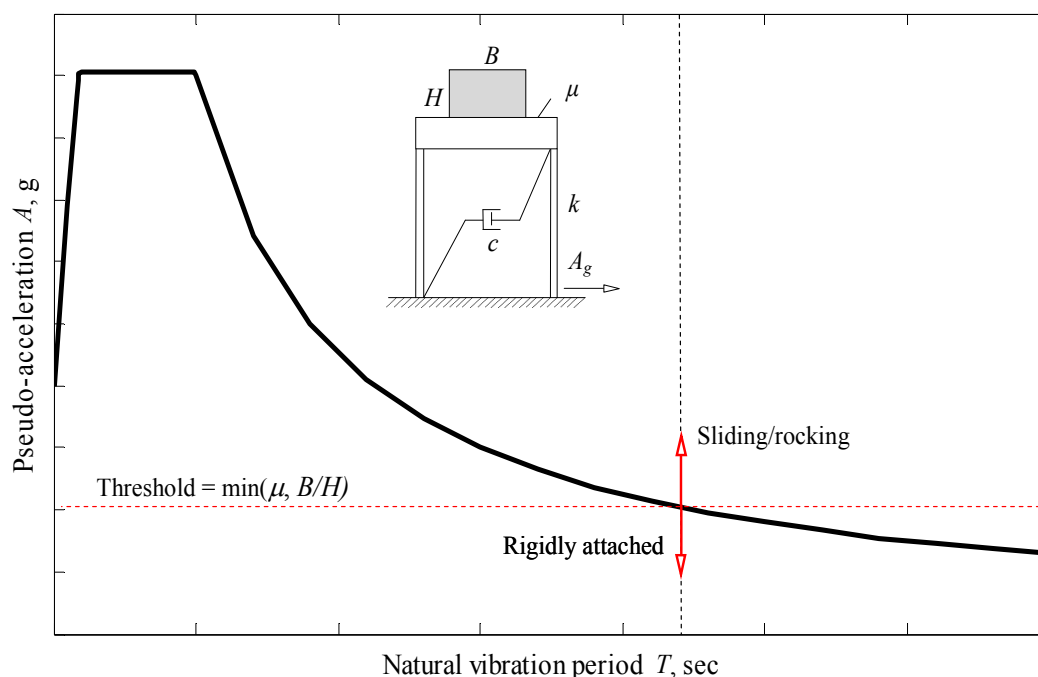 B
H
μ
k
c
A_g
Pseudo-acceleration A, g
Sliding/rocking
Threshold = min(μ, B/H)
Rigidly attached
Natural vibration period T, sec